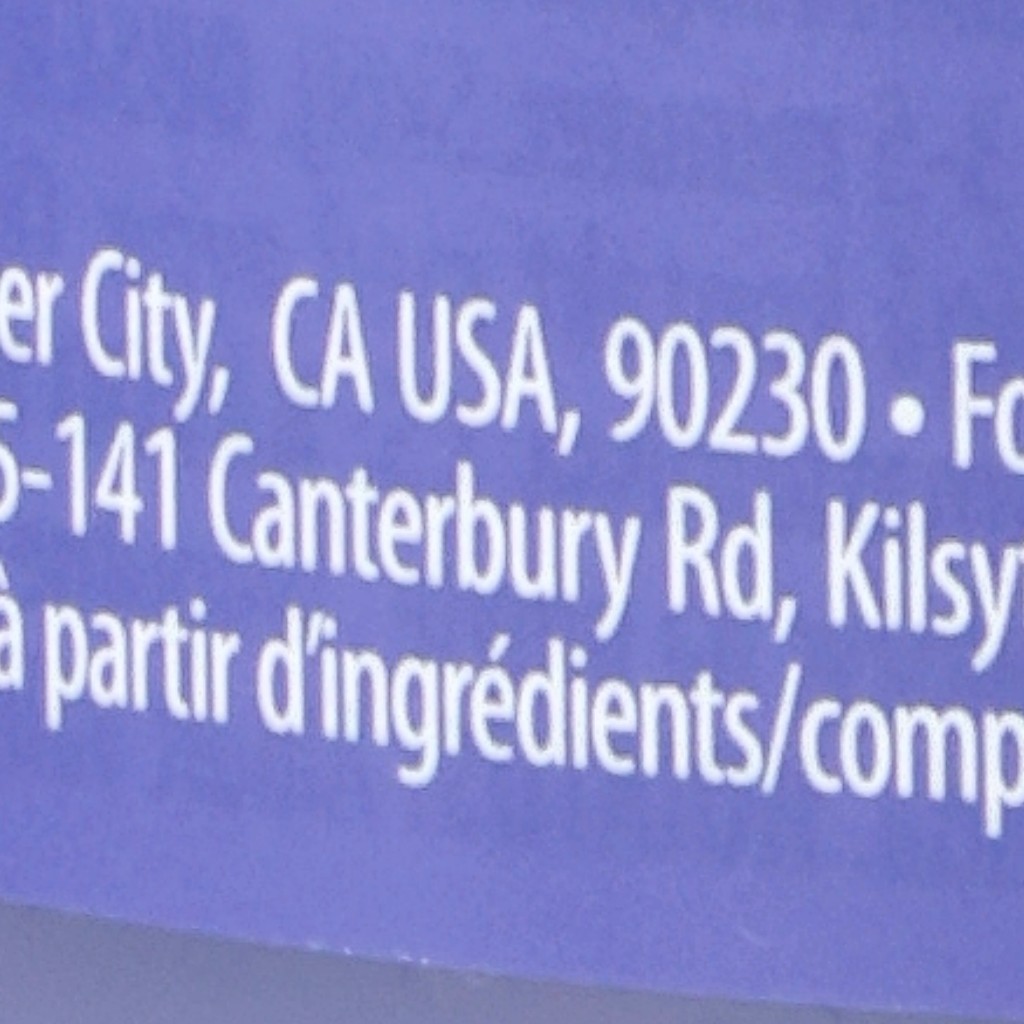 er City, CA USA, 90230 • Fo
5-141 Canterbury Rd, Kilsy
à partir d'ingrédients/comp